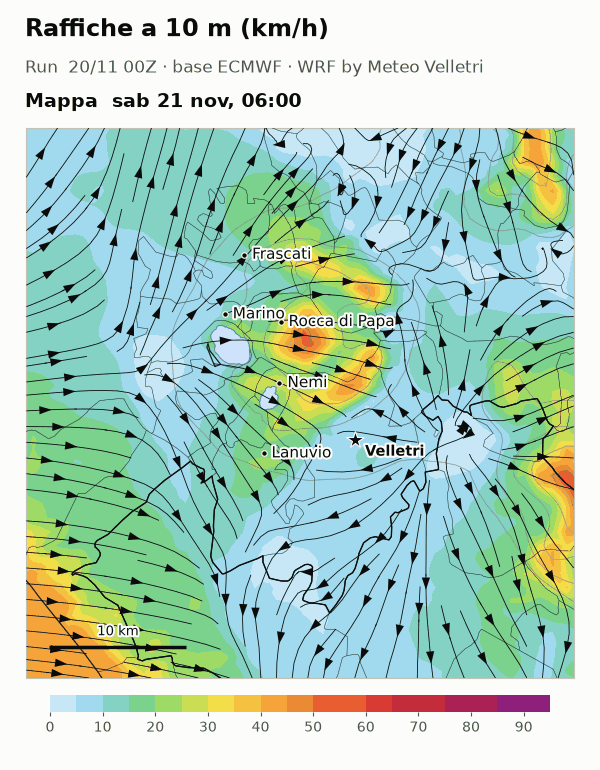 Raffiche a 10 m (km/h)
Run  20/11 00Z · base ECMWF · WRF by Meteo Velletri
Mappa  sab 21 nov, 06:00
Frascati
Marino
Rocca di Papa
Nemi
Velletri
Lanuvio
10 km
0 10 20 30 40 50 60 70 80 90